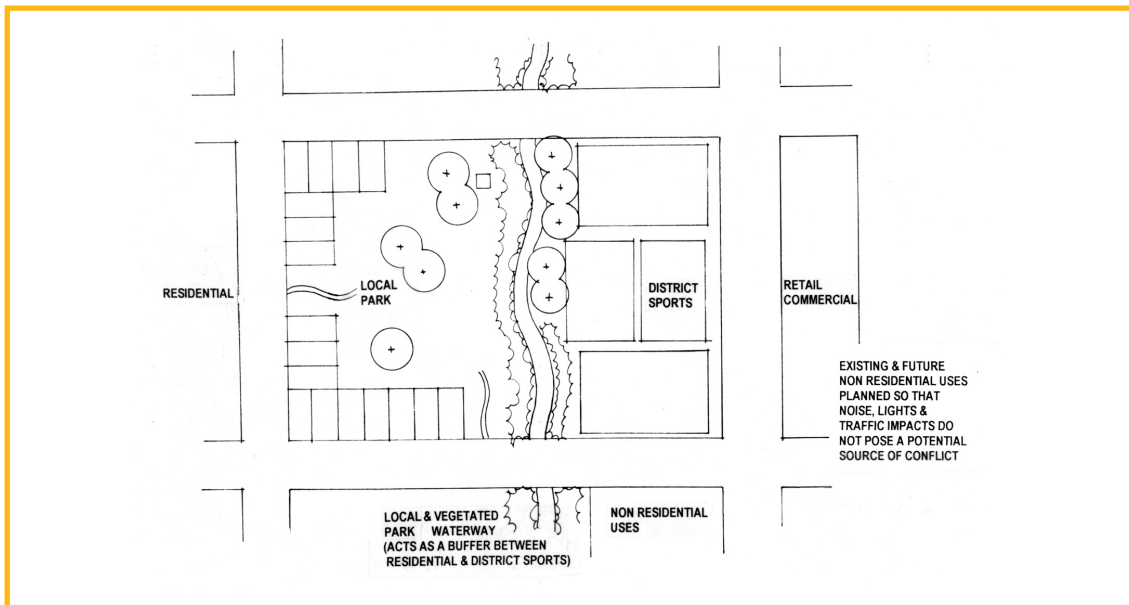 RESIDENTIAL
LOCAL
PARK
DISTRICT
SPORTS
RETAIL
COMMERCIAL
EXISTING & FUTURE
NON RESIDENTIAL USES
PLANNED SO THAT
NOISE, LIGHTS &
TRAFFIC IMPACTS DO
NOT POSE A POTENTIAL
SOURCE OF CONFLICT
LOCAL & VEGETATED
PARK WATERWAY
(ACTS AS A BUFFER BETWEEN
RESIDENTIAL & DISTRICT SPORTS)
NON RESIDENTIAL
USES